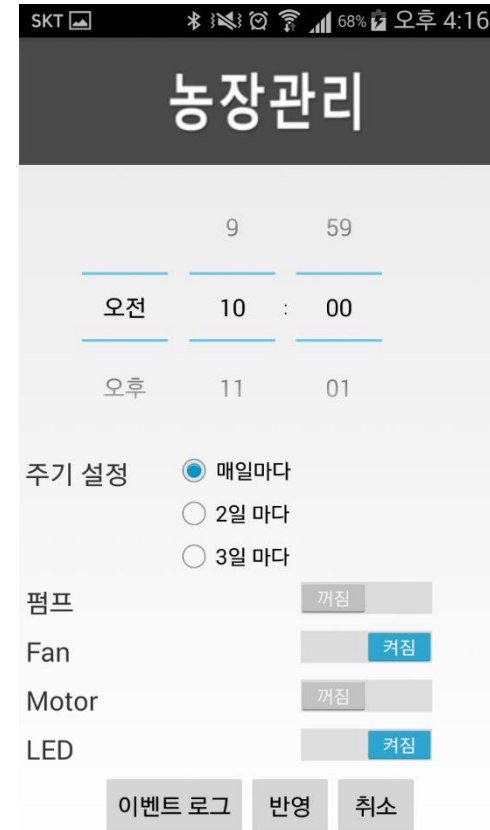 SKT 68% 오후 4:16
농장관리
9 59
오전 10 : 00
오후 11 01
주기 설정 매일마다
2일 마다
3일 마다
펌프 꺼짐
Fan 켜짐
Motor 꺼짐
LED 켜짐
이벤트 로그 반영 취소